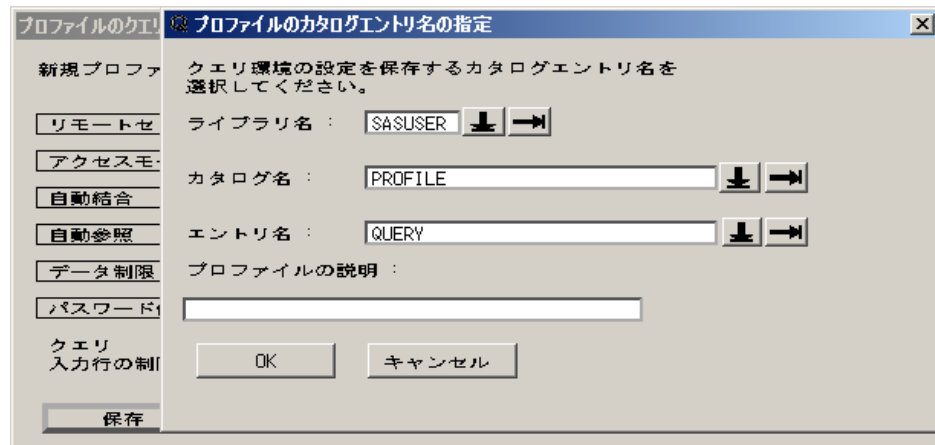 プロファイルのクエリ
プロファイルのカタログエントリ名の指定
新規プロファ
リモートセ
アクセスモ
自動結合
自動参照
データ制限
パスワード
クエリ
入力行の制
保存
クエリ環境の設定を保存するカタログエントリ名を
選択してください。
ライブラリ名 :
SASUSER
カタログ名 :
PROFILE
エントリ名 :
QUERY
プロファイルの説明 :
OK
キャンセル